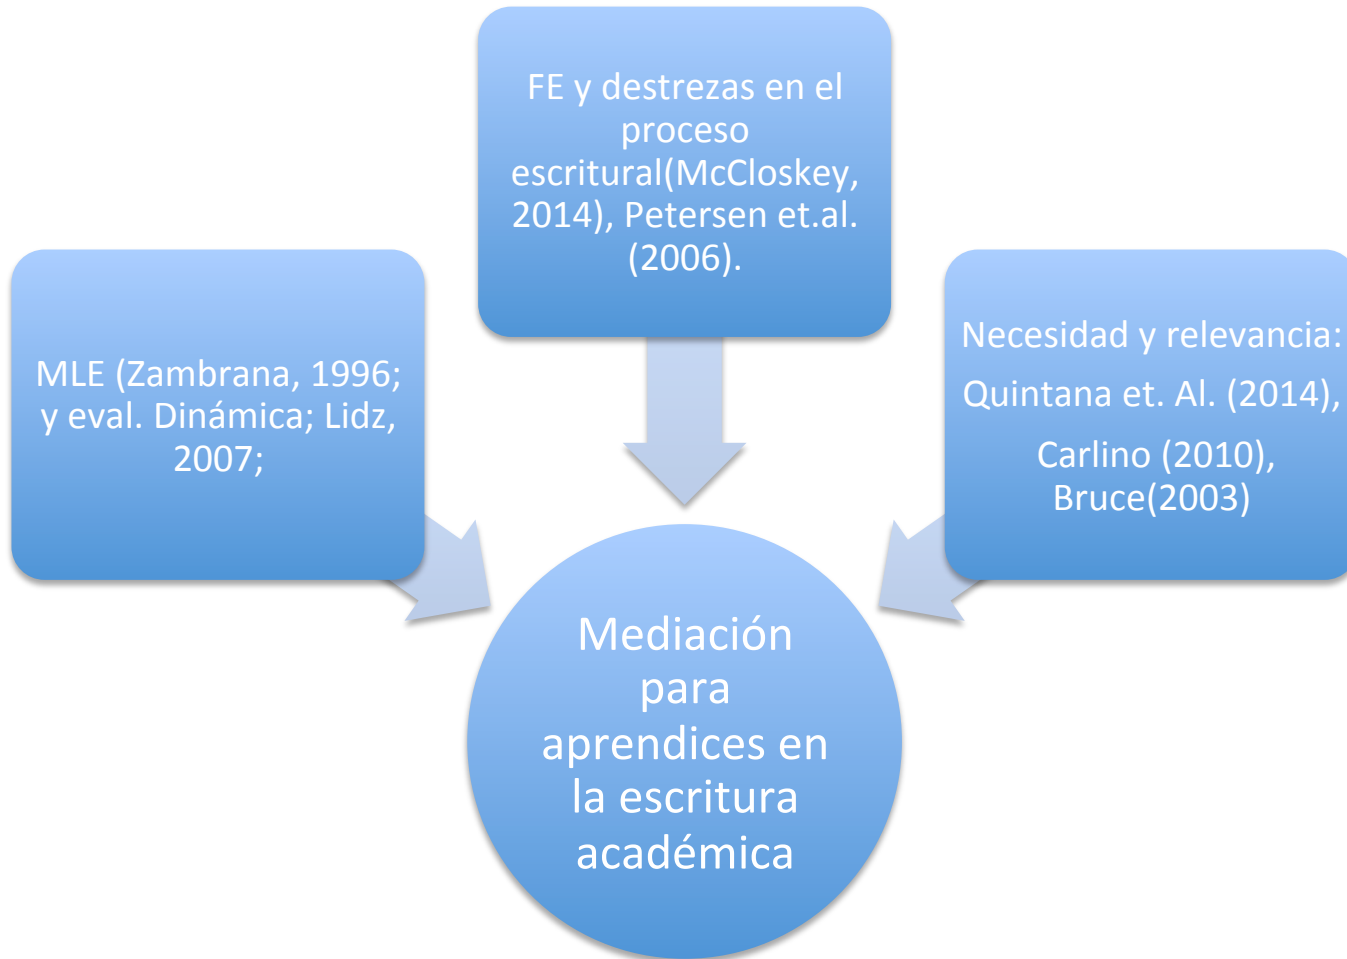 FE y destrezas en el
proceso
escritural(McCloskey,
2014), Petersen et.al.
(2006).
MLE (Zambrana, 1996;
y eval. Dinámica; Lidz,
2007;
Necesidad y relevancia:
Quintana et. Al. (2014),
Carlino (2010),
Bruce(2003)
Mediación
para
aprendices en
la escritura
académica